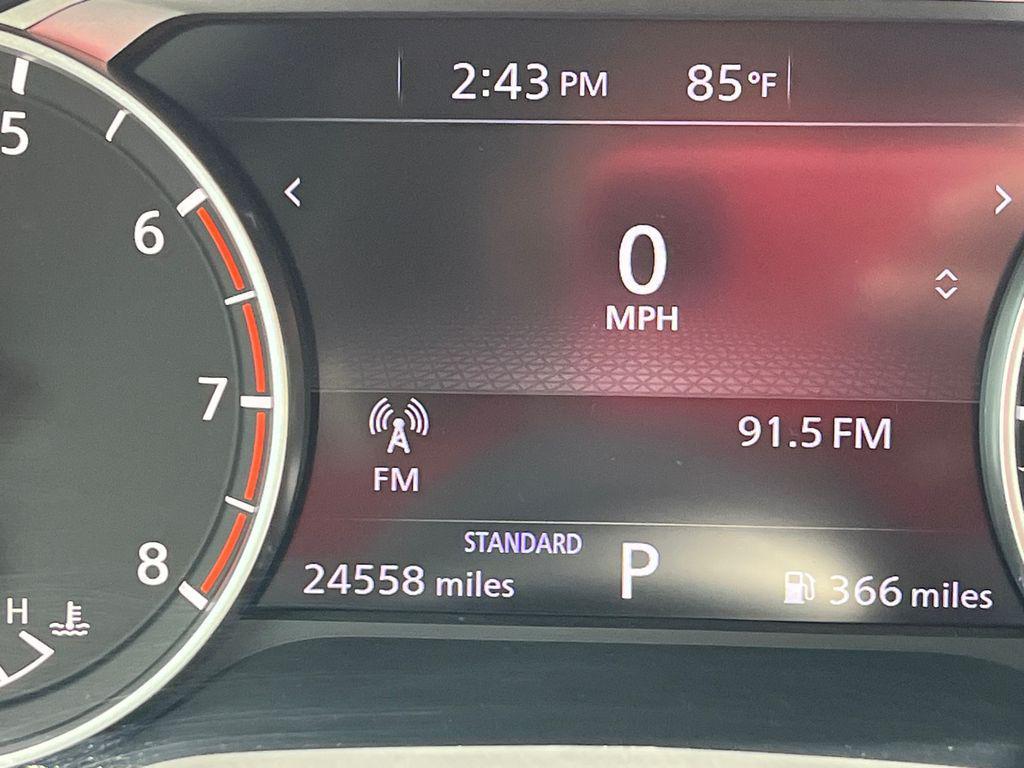 2:43 PM 85°F
5
6
0
MPH
7
91.5 FM
FM
STANDARD
P
8
24558 miles
366 miles
H